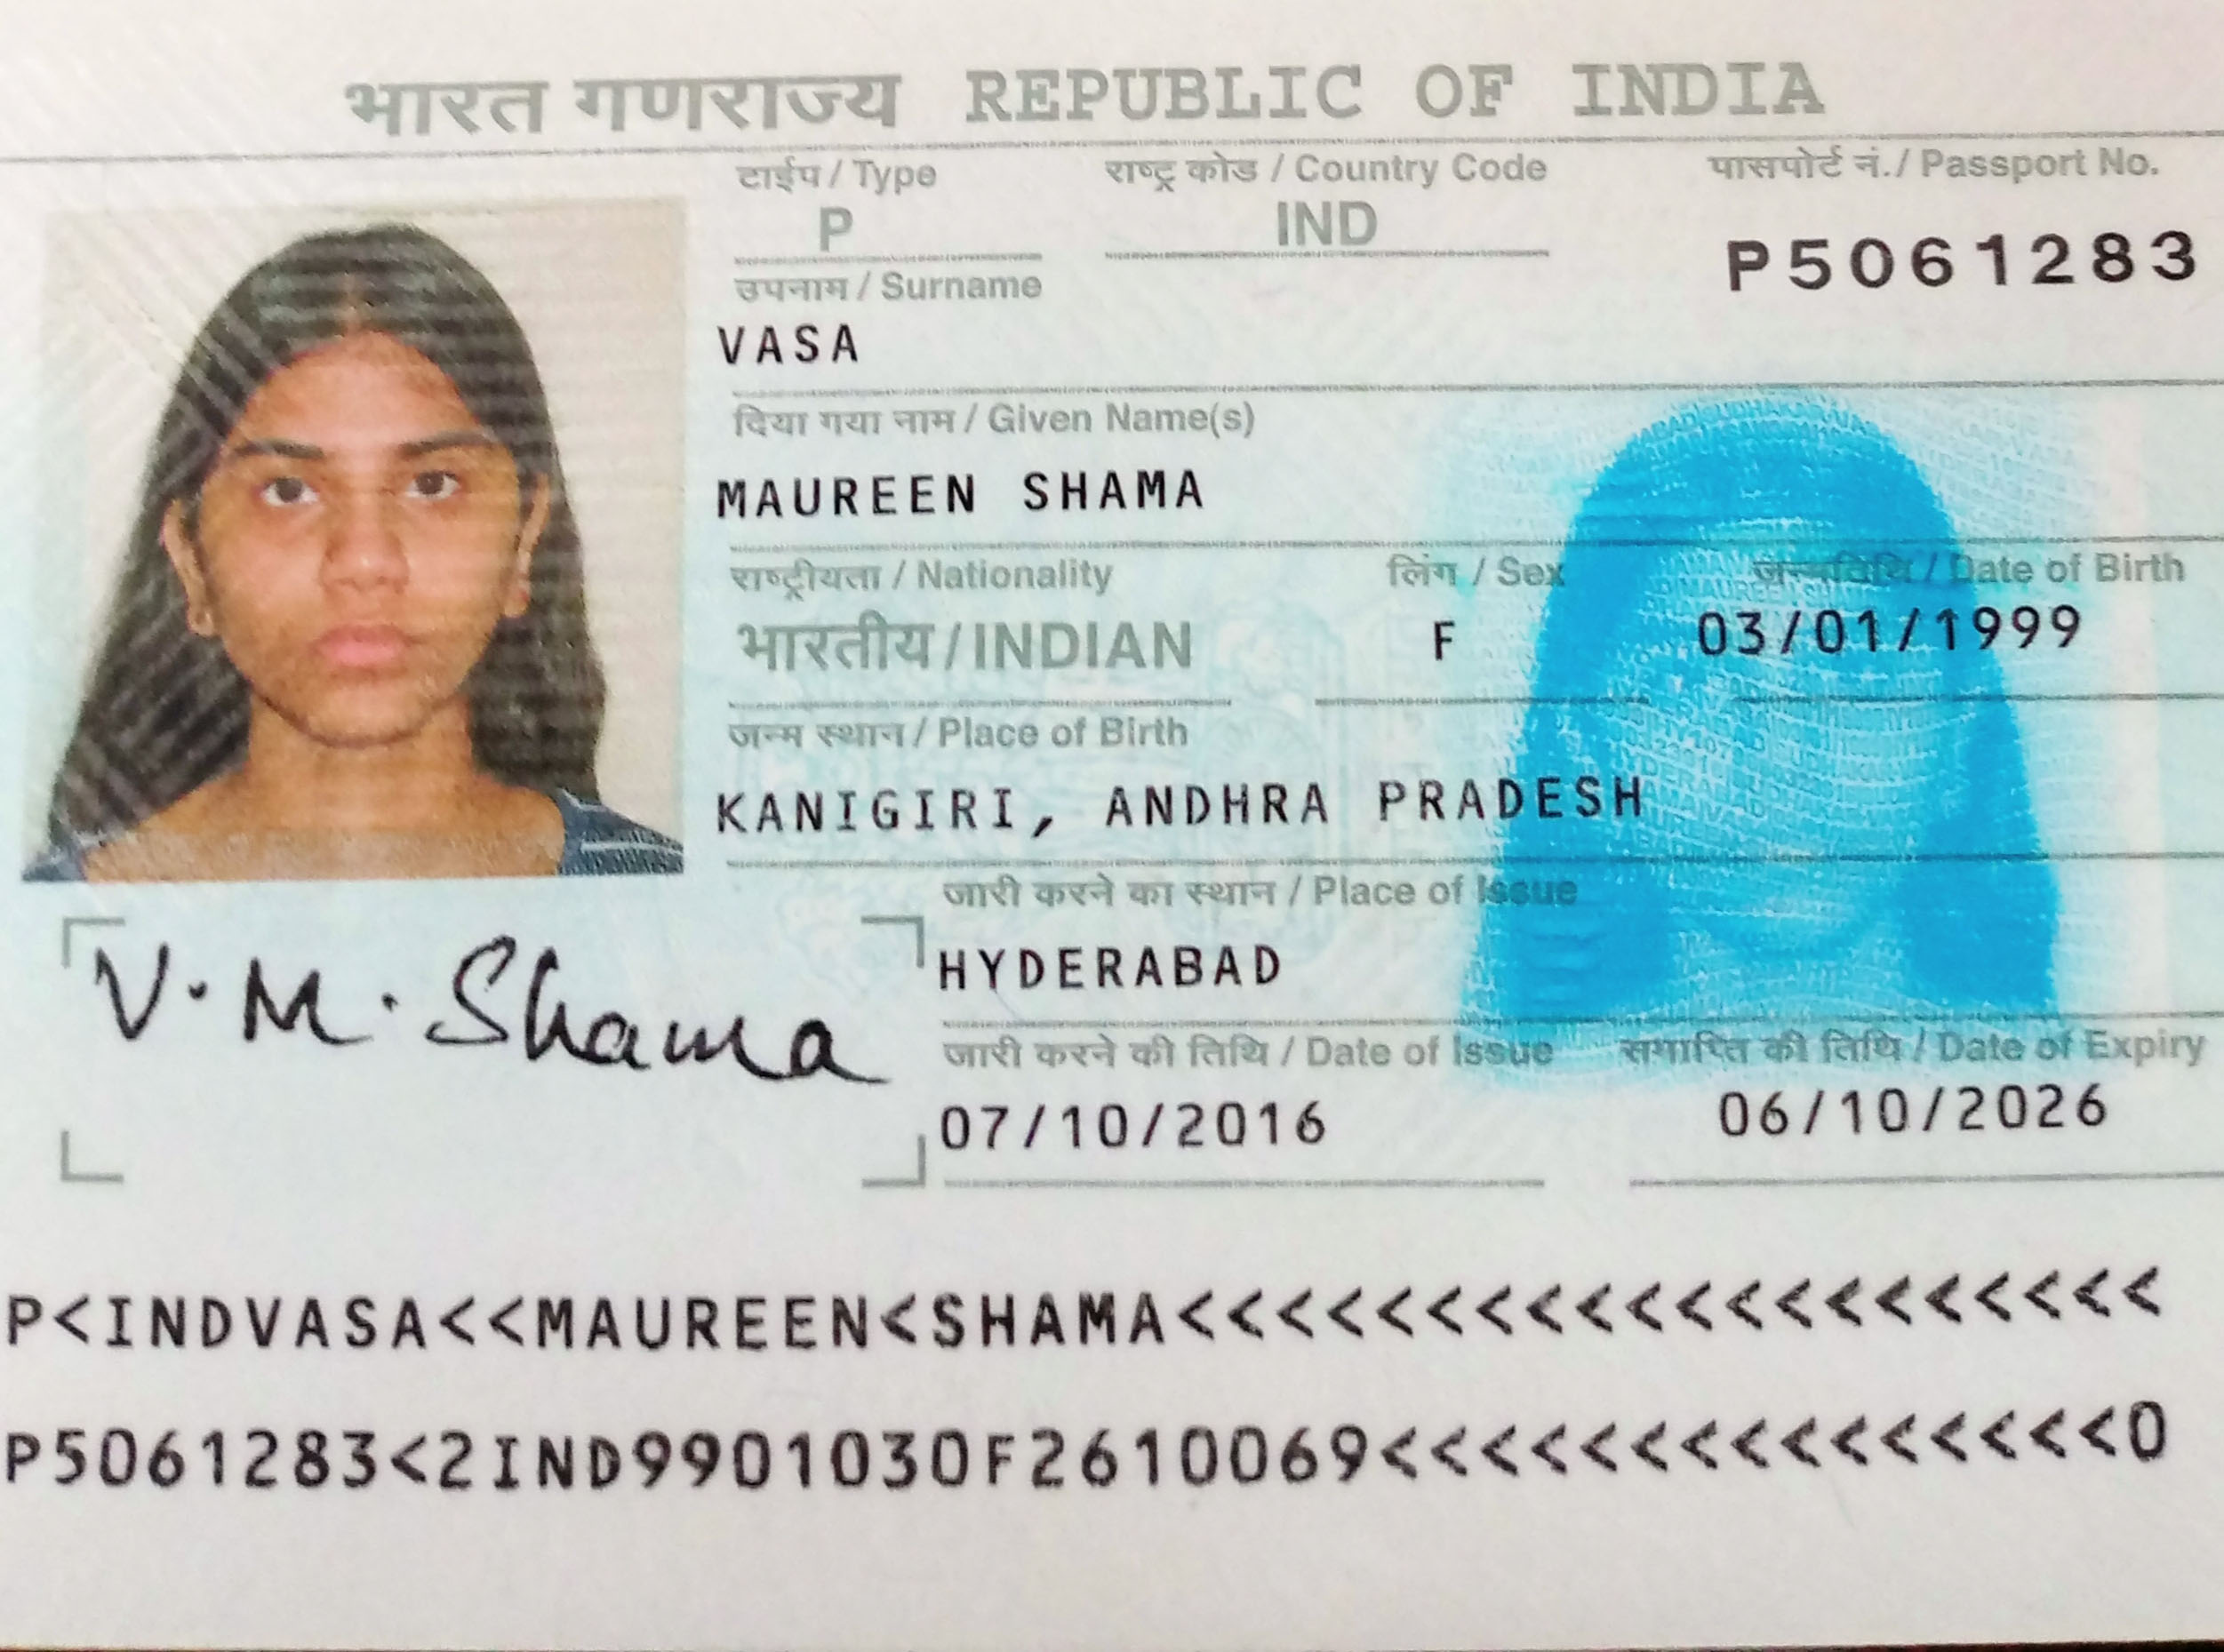 भारत गणराज्य REPUBLIC OF INDIA
टाईप / Type राष्ट्र कोड / Country Code पासपोर्ट नं./ Passport No.
P IND P5061283
उपनाम / Surname
VASA
दिया गया नाम / Given Name(s)
MAUREEN SHAMA
राष्ट्रीयता / Nationality लिंग / Sex जन्मतिथि / Date of Birth
भारतीय / INDIAN F 03/01/1999
जन्म स्थान / Place of Birth
KANIGIRI, ANDHRA PRADESH
जारी करने का स्थान / Place of Issue
HYDERABAD
V. M. Shama
जारी करने की तिथि / Date of Issue समाप्ति की तिथि / Date of Expiry
07/10/2016 06/10/2026
P<INDVASA<<MAUREEN<SHAMA<<<<<<<<<<<<<<<<<<<<
P5061283<2IND9901030F2610069<<<<<<<<<<<<<<<0